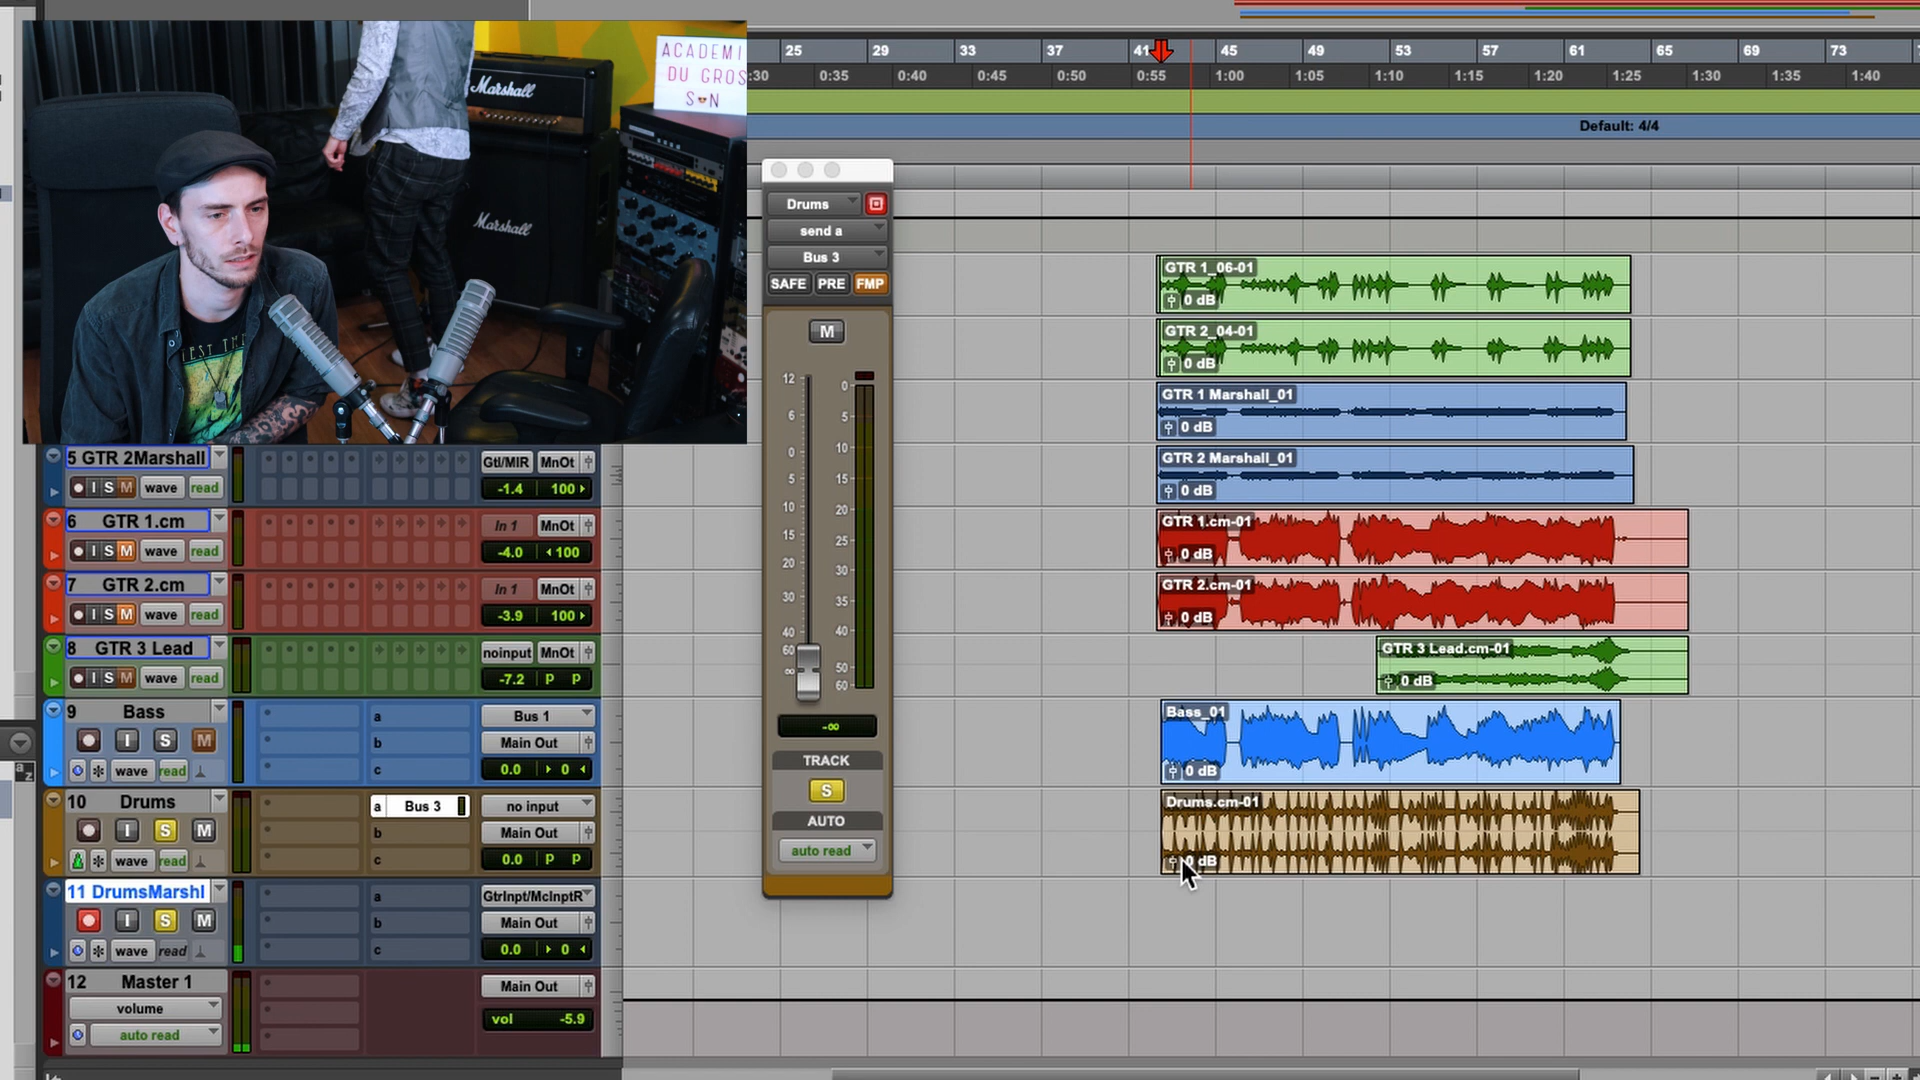 Marshall
ACADEMI
DU GROS
Marshall
25 29 33 37 41 45 49 53 57 61 65 69 73
:30 0:35 0:40 0:45 0:50 0:55 1:00 1:05 1:10 1:15 1:20 1:25 1:30 1:35 1:40
Default: 4/4
Drums
send a
Bus 3
SAFE PRE FMP
M
12 0
6 5
0 10
5 15
10 20
15 25
20 30
30 35
40 40
60 50
∞ 60
-∞
TRACK
S
AUTO
auto read
GTR 1_06-01
0 dB
GTR 2_04-01
0 dB
GTR 1 Marshall_01
0 dB
GTR 2 Marshall_01
0 dB
GTR 1.cm-01
0 dB
GTR 2.cm-01
0 dB
GTR 3 Lead.cm-01
0 dB
Bass_01
0 dB
Drums.cm-01
0 dB
5 GTR 2Marshall Gtl/MIR MnOt
I S M wave read -1.4 100
6 GTR 1.cm In 1 MnOt
I S M wave read -4.0 100
7 GTR 2.cm In 1 MnOt
I S M wave read -3.9 100
8 GTR 3 Lead noinput MnOt
I S M wave read -7.2 P P
9 Bass a Bus 1
I S M b Main Out
wave read c 0.0 0
10 Drums a Bus 3 no input
I S M b Main Out
wave read c 0.0 P P
11 DrumsMarshl a GtrInpt/McInptR
I S M b Main Out
wave read c 0.0 0
12 Master 1 Main Out
volume vol -5.9
auto read
a z